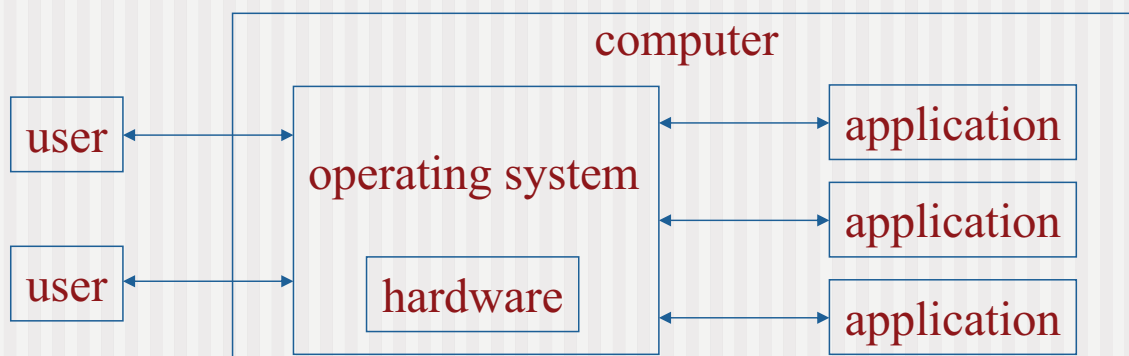 computer
user
application
operating system
application
user
hardware
application